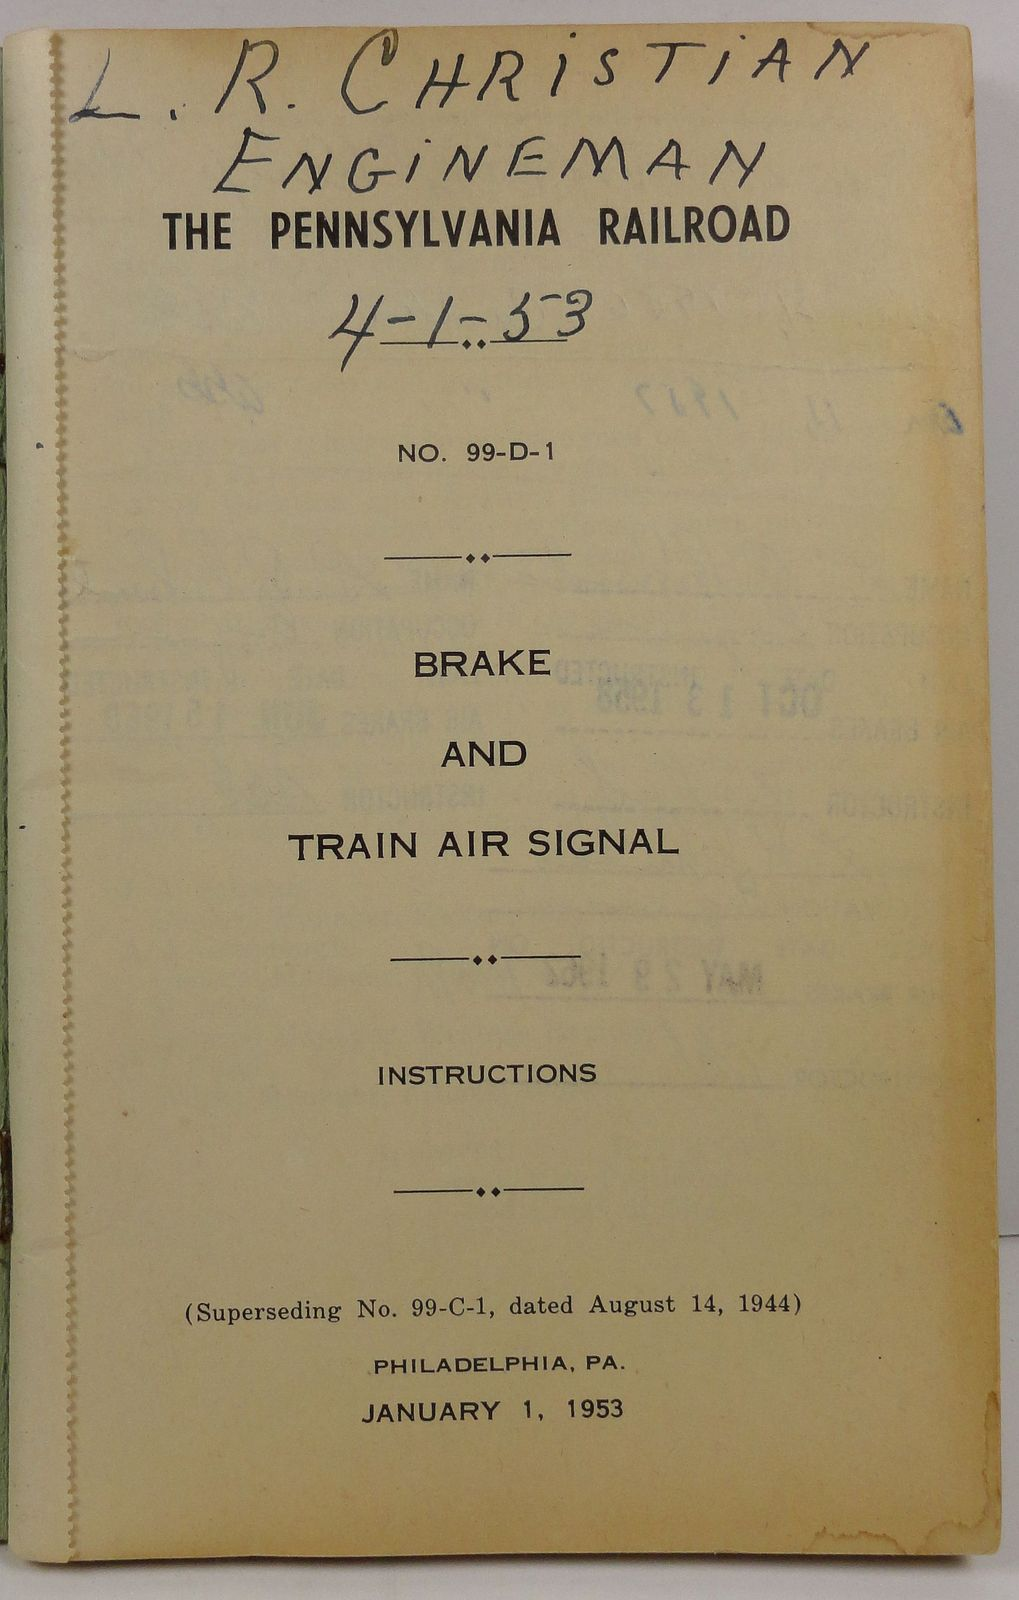 L. R. CHRiSTiAN
ENGiNEMAN
THE PENNSYLVANIA RAILROAD
4-1-53
NO. 99-D-1
BRAKE
AND
TRAIN AIR SIGNAL
INSTRUCTIONS
(Superseding No. 99-C-1, dated August 14, 1944)
PHILADELPHIA, PA.
JANUARY 1, 1953